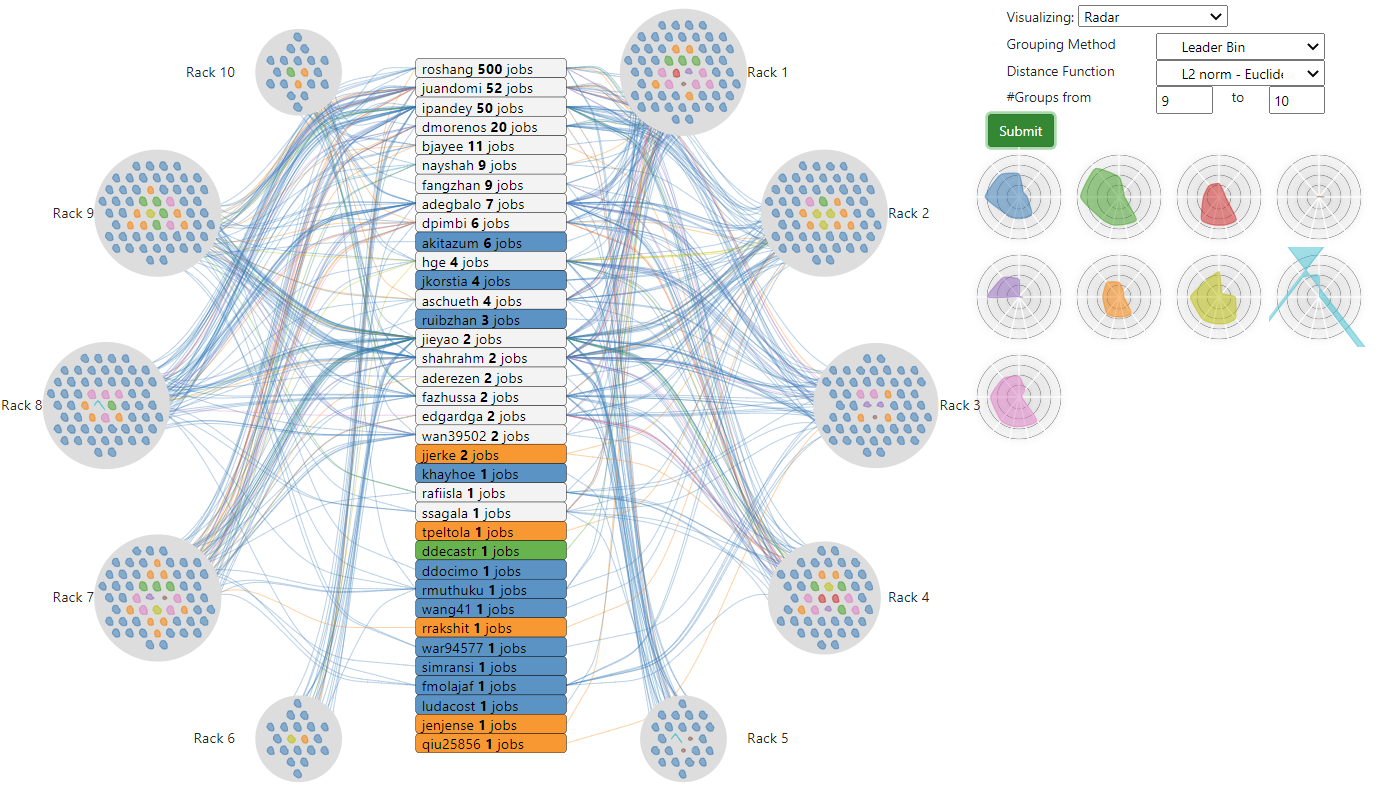 Visualizing: Radar
Grouping Method Leader Bin
Distance Function L2 norm - Euclide
#Groups from 9 to 10
Submit
Rack 10
Rack 1
Rack 9
Rack 2
Rack 8
Rack 3
Rack 7
Rack 4
Rack 6
Rack 5
roshang 500 jobs
juandomi 52 jobs
ipandey 50 jobs
dmorenos 20 jobs
bjayee 11 jobs
nayshah 9 jobs
fangzhan 9 jobs
adegbalo 7 jobs
dpimbi 6 jobs
akitazum 6 jobs
hge 4 jobs
jkorstia 4 jobs
aschueth 4 jobs
ruibzhan 3 jobs
jieyao 2 jobs
shahrahm 2 jobs
aderezen 2 jobs
fazhussa 2 jobs
edgardga 2 jobs
wan39502 2 jobs
jjerke 2 jobs
khayhoe 1 jobs
rafiisla 1 jobs
ssagala 1 jobs
tpeltola 1 jobs
ddecastr 1 jobs
ddocimo 1 jobs
rmuthuku 1 jobs
wang41 1 jobs
rrakshit 1 jobs
war94577 1 jobs
simransi 1 jobs
fmolajaf 1 jobs
ludacost 1 jobs
jenjense 1 jobs
qiu25856 1 jobs